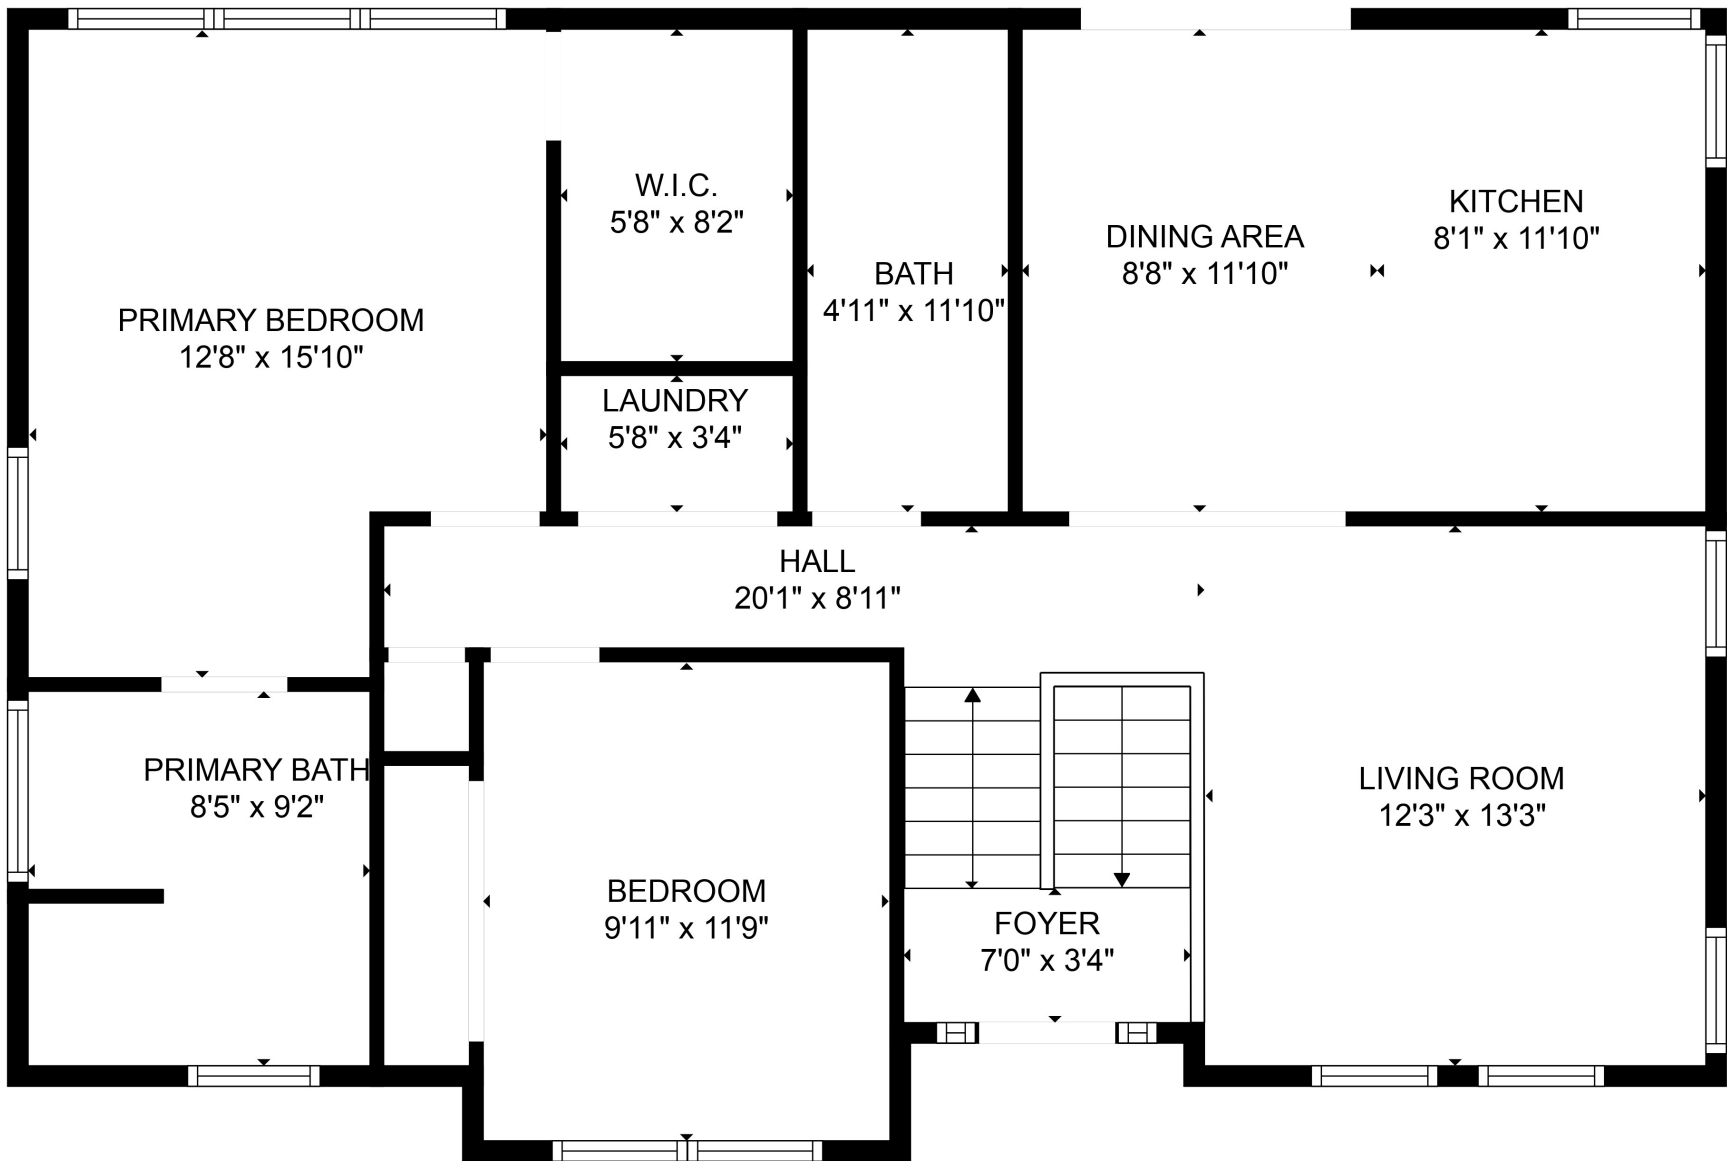 W.I.C.
5'8" x 8'2"
KITCHEN
8'1" x 11'10"
DINING AREA
8'8" x 11'10"
BATH
4'11" x 11'10"
PRIMARY BEDROOM
12'8" x 15'10"
LAUNDRY
5'8" x 3'4"
HALL
20'1" x 8'11"
PRIMARY BATH
8'5" x 9'2"
LIVING ROOM
12'3" x 13'3"
BEDROOM
9'11" x 11'9"
FOYER
7'0" x 3'4"